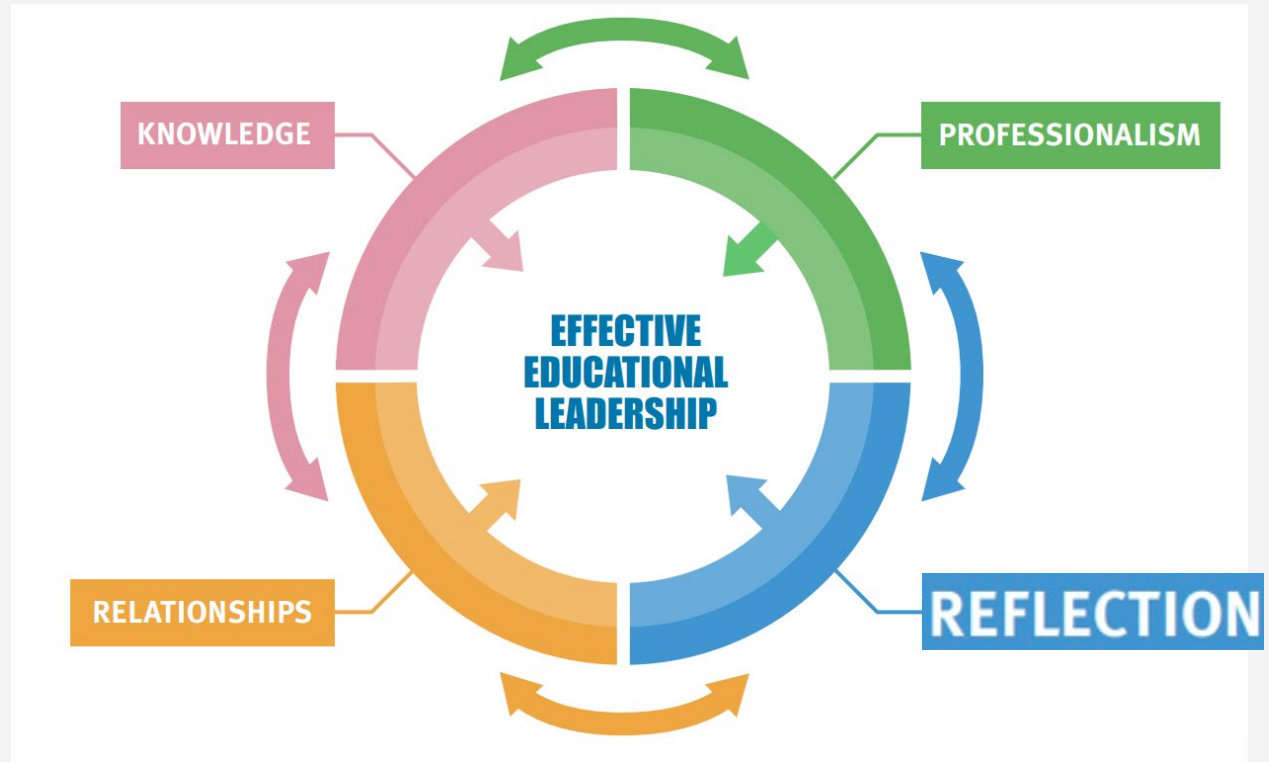 KNOWLEDGE
PROFESSIONALISM
EFFECTIVE
EDUCATIONAL
LEADERSHIP
RELATIONSHIPS
REFLECTION